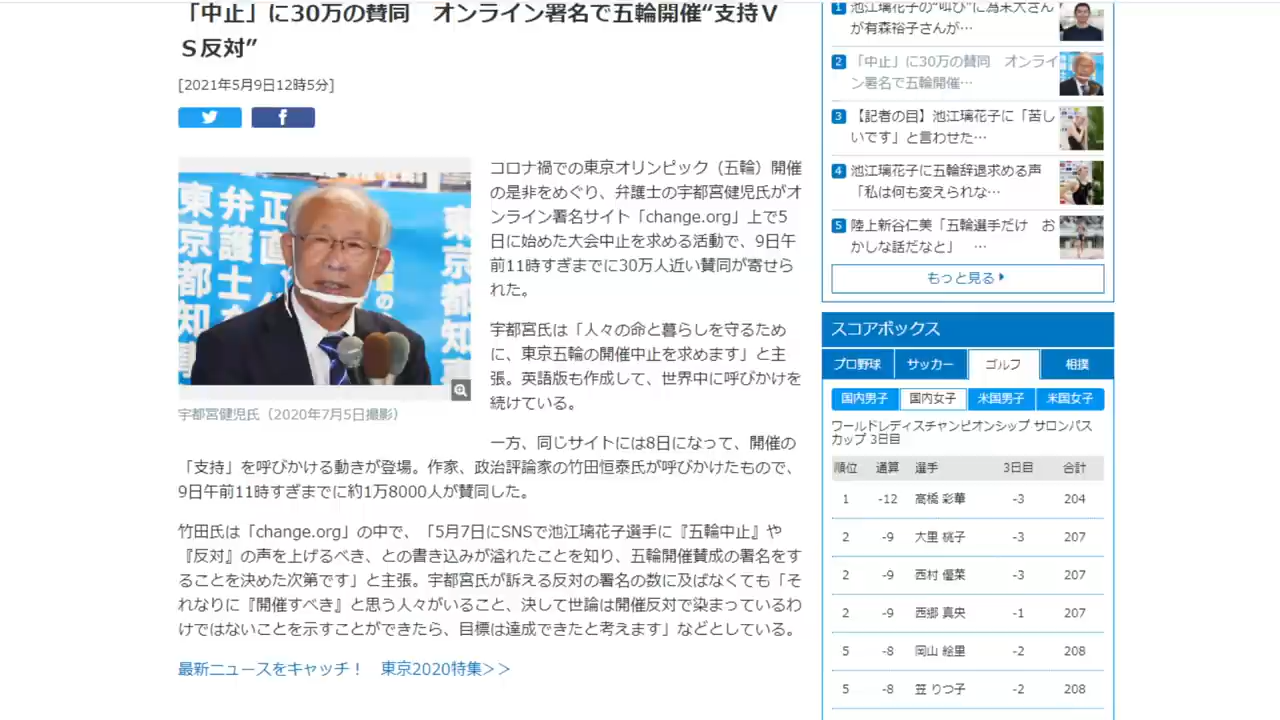 「中止」に30万の賛同　オンライン署名で五輪開催“支持Ｖ
Ｓ反対”
[2021年5月9日12時5分]
東京都知事
弁護士
正直
東京都知事
宇都宮健児氏（2020年7月5日撮影）
コロナ禍での東京オリンピック（五輪）開催
の是非をめぐり、弁護士の宇都宮健児氏がオ
ンライン署名サイト「change.org」上で5
日に始めた大会中止を求める活動で、9日午
前11時すぎまでに30万人近い賛同が寄せら
れた。
宇都宮氏は「人々の命と暮らしを守るため
に、東京五輪の開催中止を求めます」と主
張。英語版も作成して、世界中に呼びかけを
続けている。
一方、同じサイトには8日になって、開催の
「支持」を呼びかける動きが登場。作家、政治評論家の竹田恒泰氏が呼びかけたもので、
9日午前11時すぎまでに約1万8000人が賛同した。
竹田氏は「change.org」の中で、「5月7日にSNSで池江璃花子選手に『五輪中止』や
『反対』の声を上げるべき、との書き込みが溢れたことを知り、五輪開催賛成の署名をす
ることを決めた次第です」と主張。宇都宮氏が訴える反対の署名の数に及ばなくても「そ
れなりに『開催すべき』と思う人々がいること、決して世論は開催反対で染まっているわ
けではないことを示すことができたら、目標は達成できたと考えます」などとしている。
最新ニュースをキャッチ！　東京2020特集＞＞
1 池江璃花子の“叫び”に為末大さん
が有森裕子さんが…
2 「中止」に30万の賛同　オンライ
ン署名で五輪開催…
3 【記者の目】池江璃花子に「苦し
いです」と言わせた…
4 池江璃花子に五輪辞退求める声
「私は何も変えられな…
5 陸上新谷仁美「五輪選手だけ　お
かしな話だなと」　…
もっと見る
スコアボックス
プロ野球 サッカー ゴルフ 相撲
国内男子 国内女子 米国男子 米国女子
ワールドレディスチャンピオンシップ サロンパス
カップ 3日目
順位 通算 選手 3日目 合計
1 -12 高橋 彩華 -3 204
2 -9 大里 桃子 -3 207
2 -9 西村 優菜 -3 207
2 -9 西郷 真央 -1 207
5 -8 岡山 絵里 -2 208
5 -8 笠 りつ子 -2 208